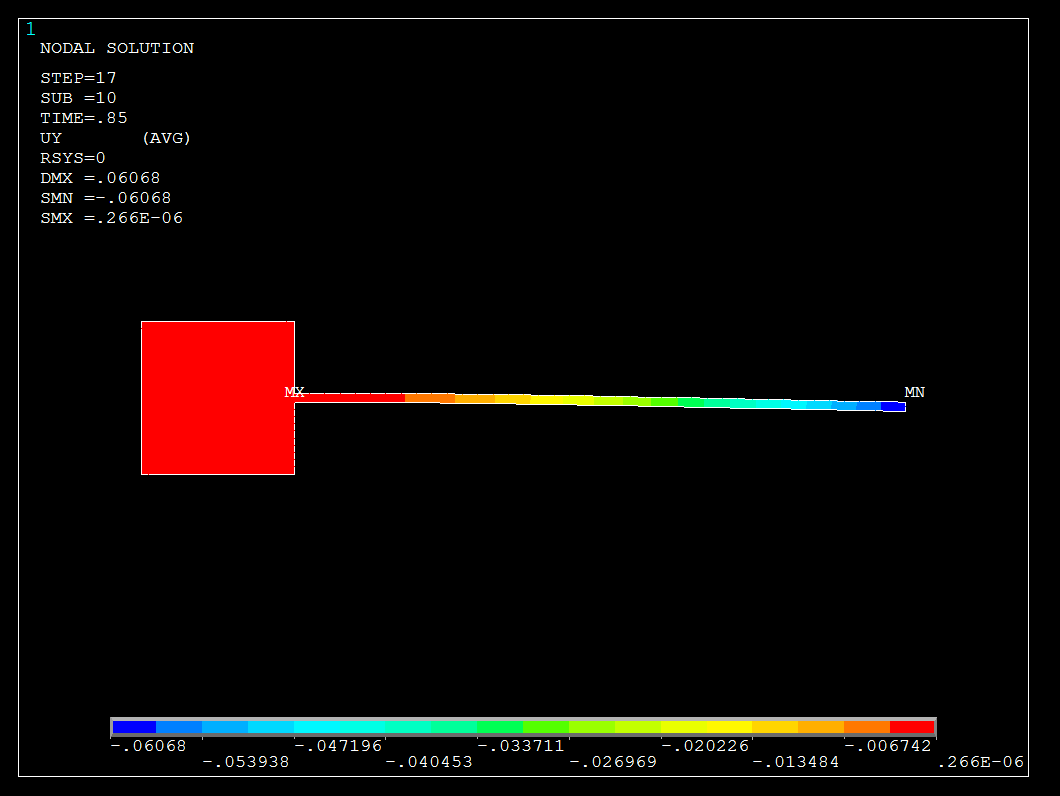 1
NODAL SOLUTION
STEP=17
SUB =10
TIME=.85
UY (AVG)
RSYS=0
DMX =.06068
SMN =-.06068
SMX =.266E-06
MX
MN
-.06068 -.047196 -.033711 -.020226 -.006742
-.053938 -.040453 -.026969 -.013484 .266E-06